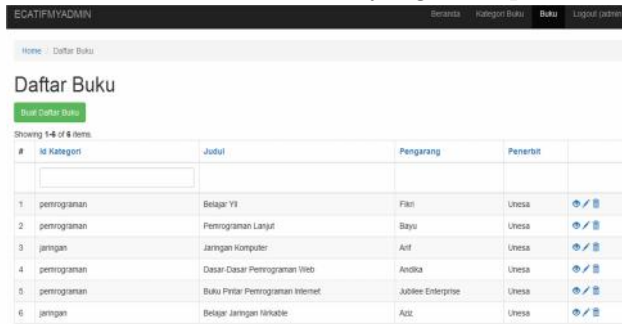 ECATIFMYADMIN Beranda Kategori Buku Buku Logout (admin
Home / Daftar Buku
Daftar Buku
Buat Daftar Buku
Showing 1-6 of 6 items.
# Id Kategori Judul Pengarang Penerbit
1 pemrograman Belajar YII Fikri Unesa
2 pemrograman Pemrograman Lanjut Bayu Unesa
3 jaringan Jaringan Komputer Arif Unesa
4 pemrograman Dasar-Dasar Pemrograman Web Andika Unesa
5 pemrograman Buku Pintar Pemrograman Internet Jubilee Enterprise Unesa
6 jaringan Belajar Jaringan Nirkable Aziz Unesa